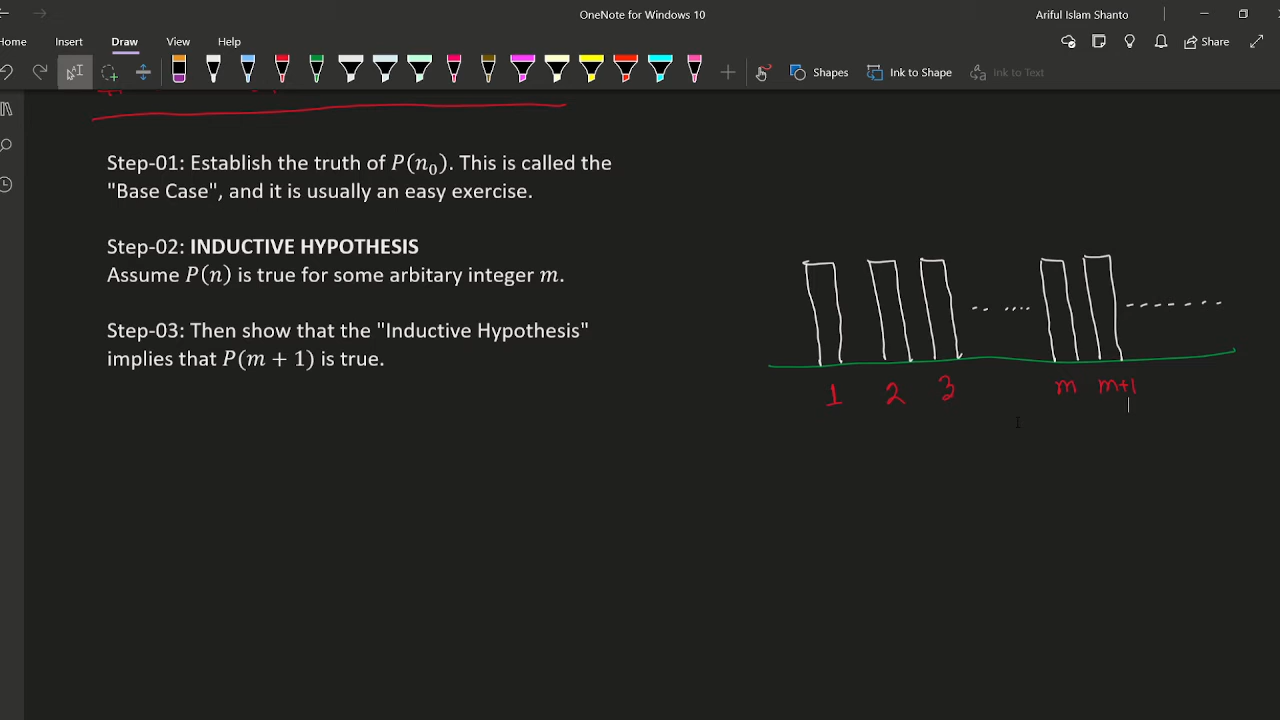 OneNote for Windows 10
Ariful Islam Shanto
Home Insert Draw View Help
Share
Shapes
Ink to Shape
Ink to Text
Step-01: Establish the truth of P(n₀). This is called the
"Base Case", and it is usually an easy exercise.
Step-02: INDUCTIVE HYPOTHESIS
Assume P(n) is true for some arbitary integer m.
Step-03: Then show that the "Inductive Hypothesis"
implies that P(m + 1) is true.
1 2 3 m m+1